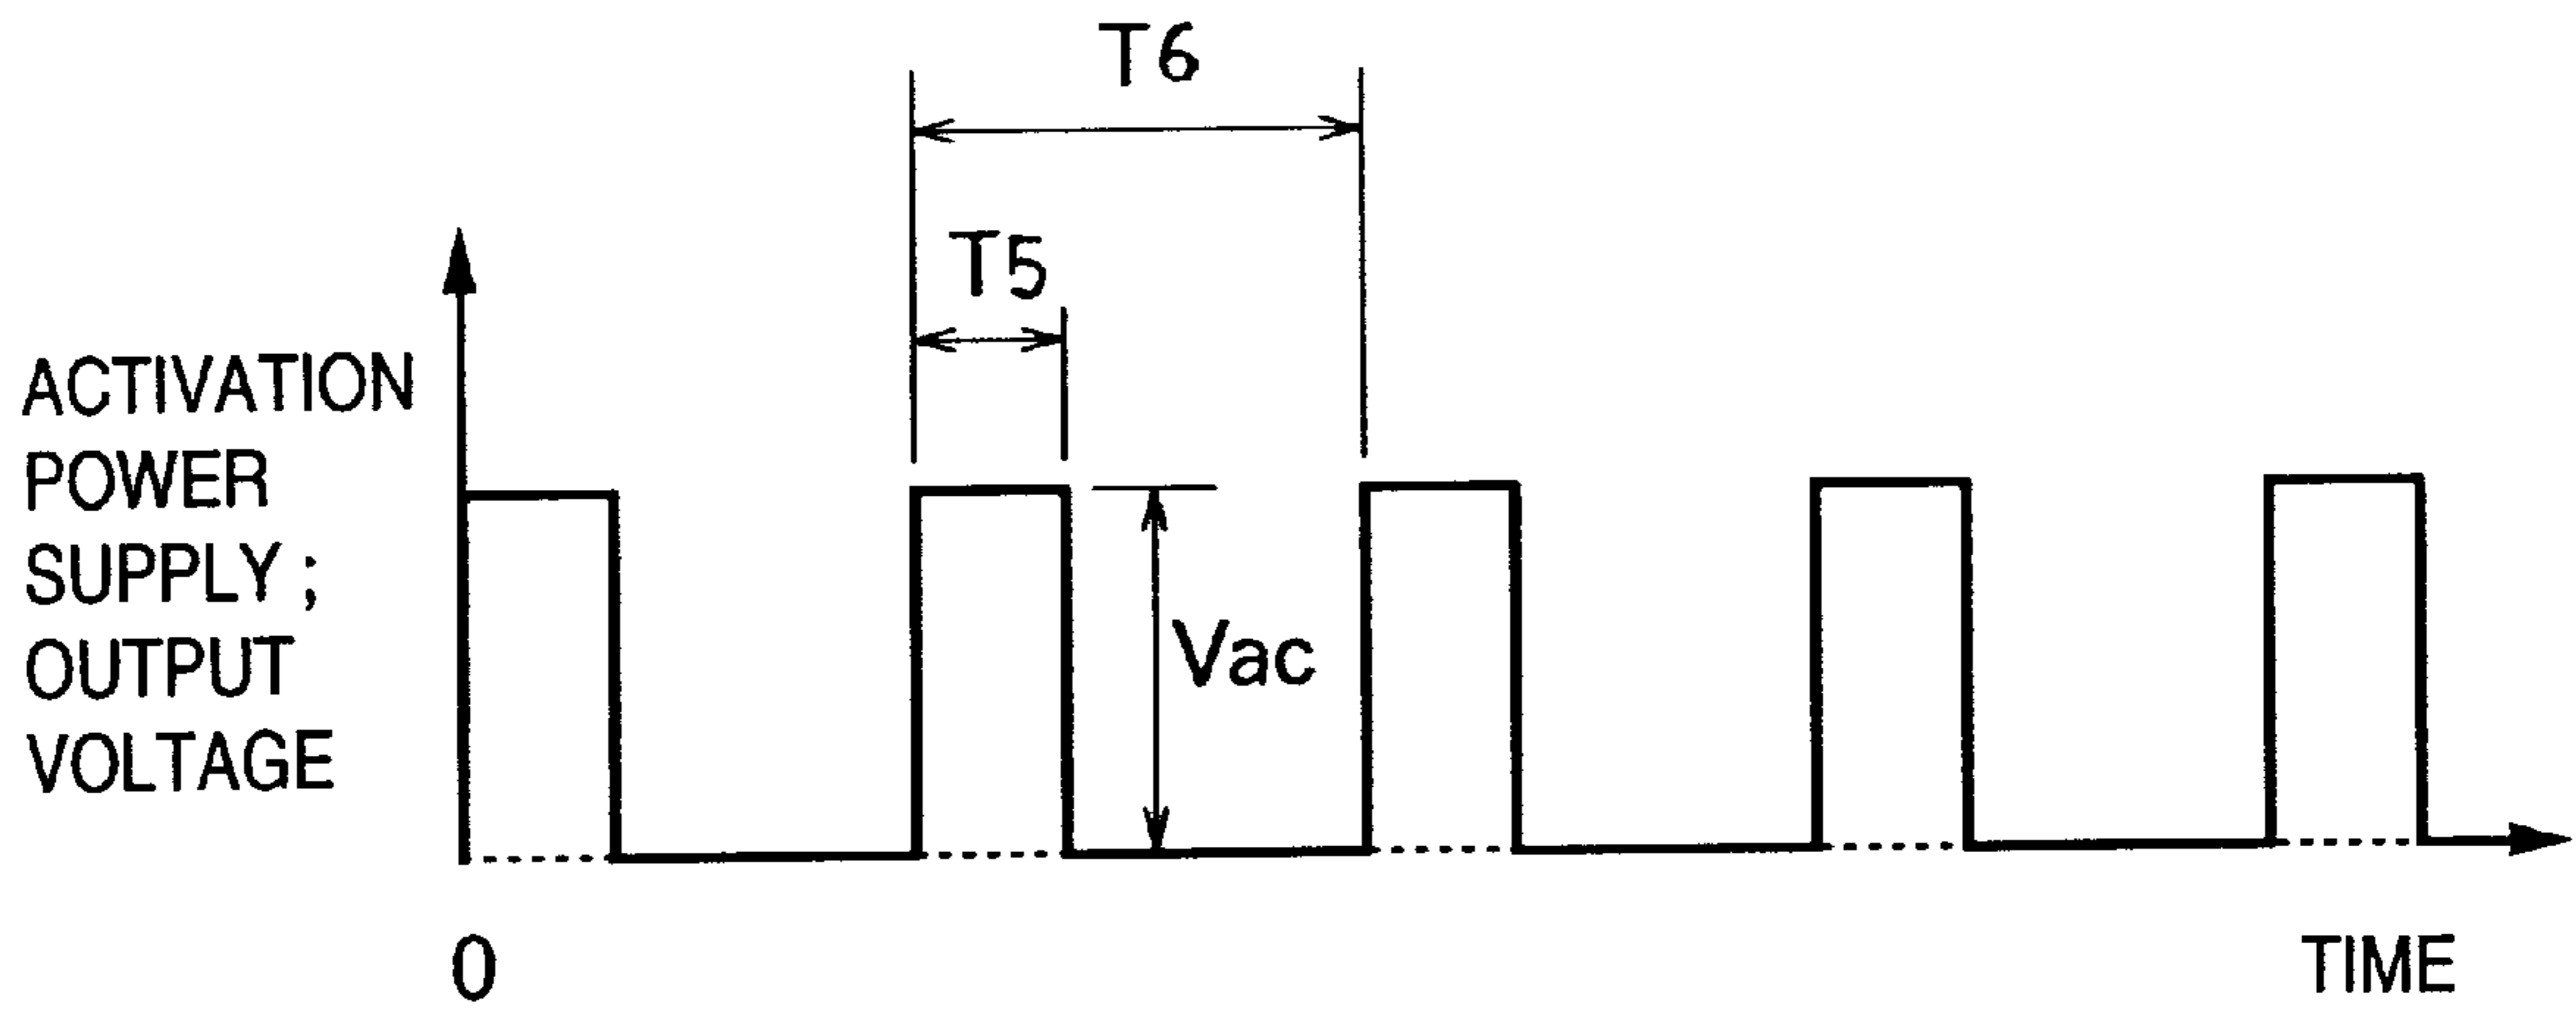 T6
T5
ACTIVATION
POWER
SUPPLY ;
OUTPUT
VOLTAGE
Vac
0
TIME